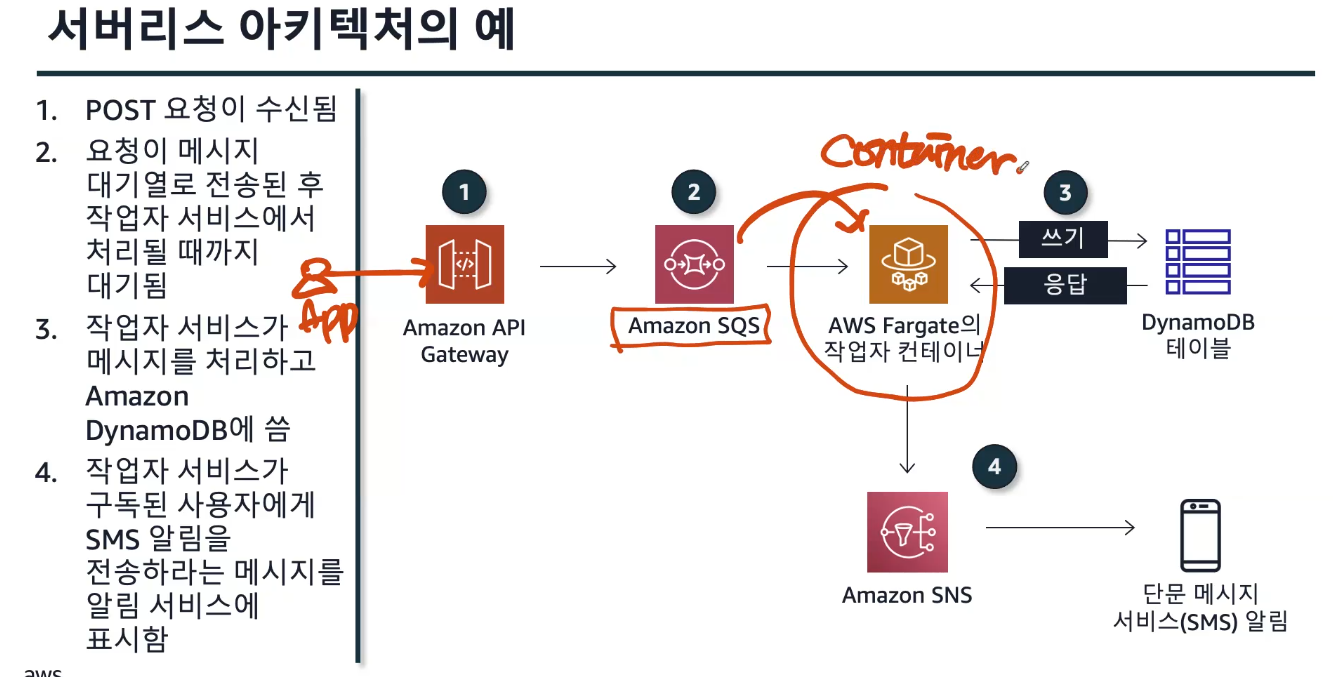 서버리스 아키텍처의 예
1. POST 요청이 수신됨
2. 요청이 메시지
대기열로 전송된 후
작업자 서비스에서
처리될 때까지
대기됨
3. 작업자 서비스가
메시지를 처리하고
Amazon
DynamoDB에 씀
4. 작업자 서비스가
구독된 사용자에게
SMS 알림을
전송하라는 메시지를
알림 서비스에
표시함
App
1
Amazon API
Gateway
2
Amazon SQS
Container
AWS Fargate의
작업자 컨테이너
3
쓰기
응답
DynamoDB
테이블
4
Amazon SNS
단문 메시지
서비스(SMS) 알림
aws